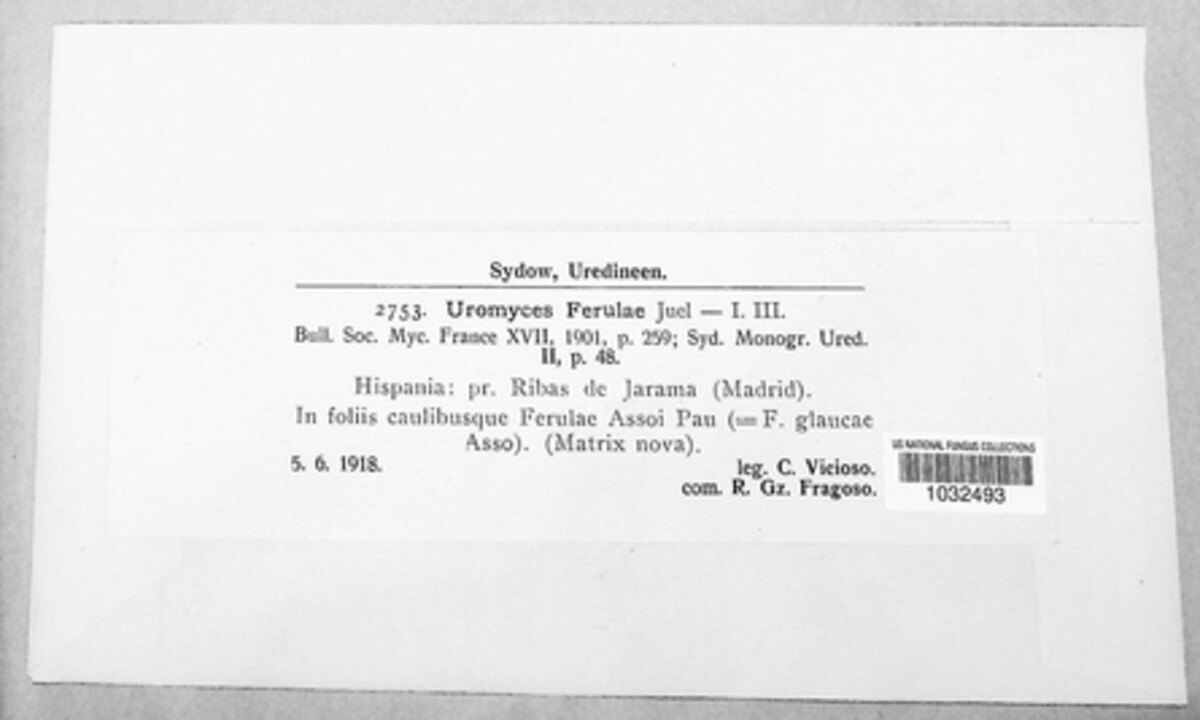 Sydow, Uredineen.
2753. Uromyces Ferulae Juel — I. III.
Bull. Soc. Myc. France XVII, 1901, p. 259; Syd. Monogr. Ured.
II, p. 48.
Hispania: pr. Ribas de Jarama (Madrid).
In foliis caulibusque Ferulae Assoi Pau (= F. glaucae
Asso). (Matrix nova).
5. 6. 1918.
leg. C. Vicioso.
com. R. Gz. Fragoso.
US NATIONAL FUNGUS COLLECTIONS
1032493